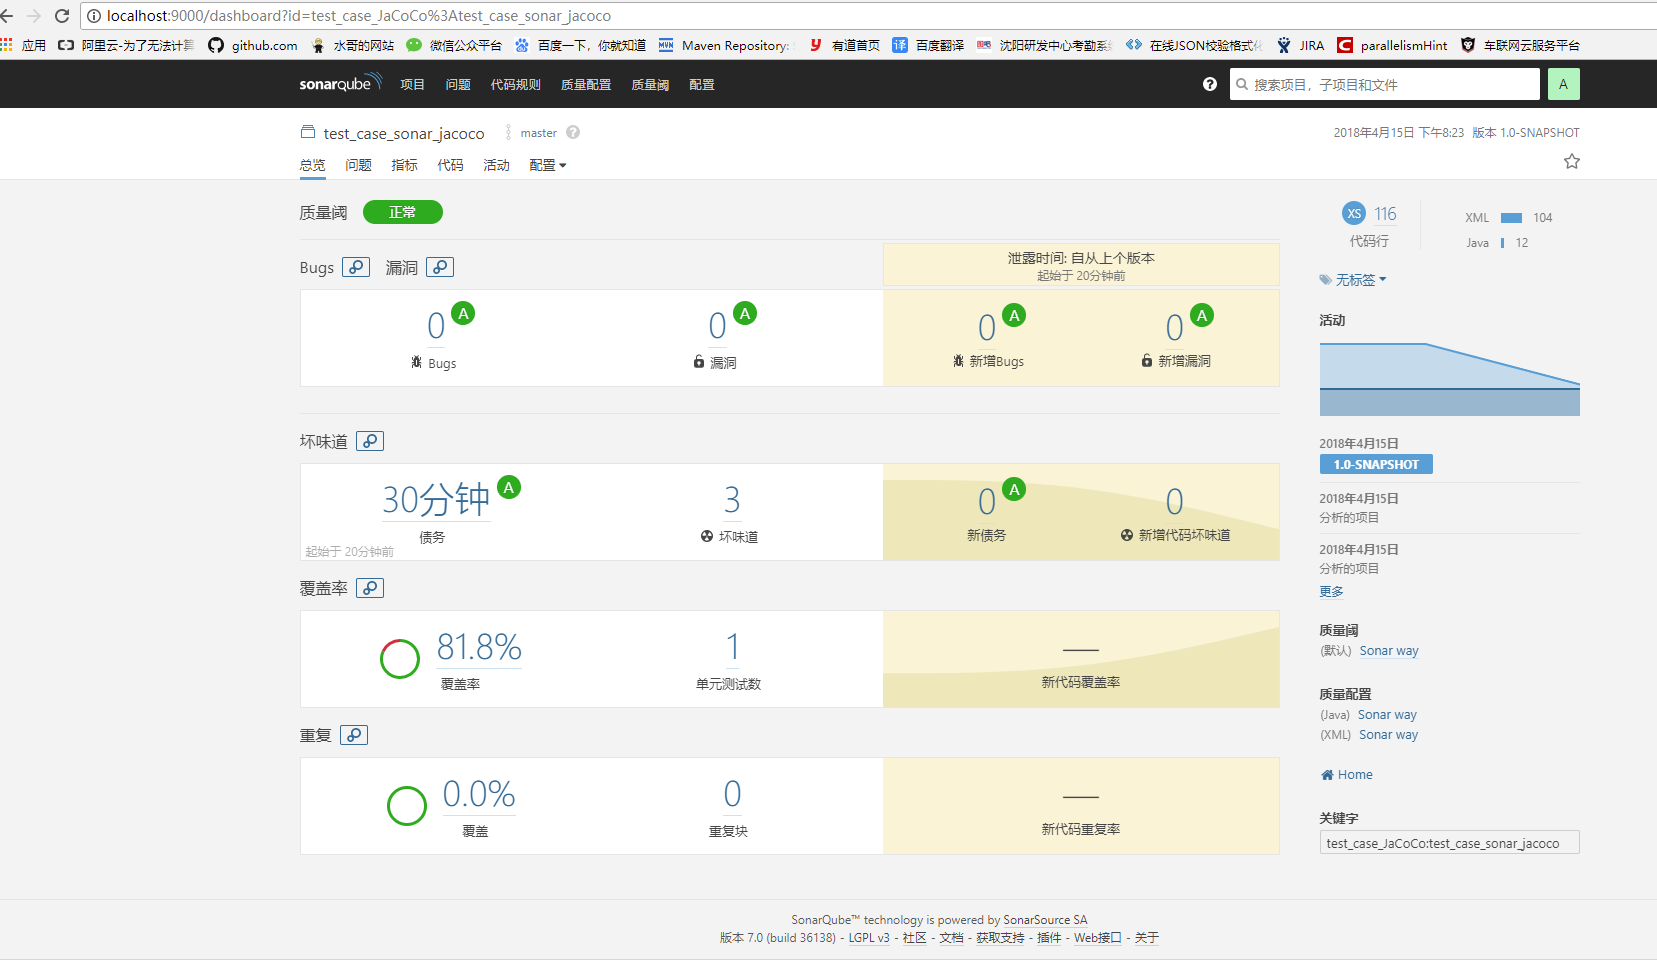 localhost:9000/dashboard?id=test_case_JaCoCo%3Atest_case_sonar_jacoco
应用 阿里云-为了无法计算 github.com 水哥的网站 微信公众平台 百度一下，你就知道 Maven Repository: 有道首页 百度翻译 沈阳研发中心考勤系统 在线JSON校验格式化 JIRA parallelismHint 车联网云服务平台
sonarqube 项目 问题 代码规则 质量配置 质量阈 配置 搜索项目，子项目和文件 A
test_case_sonar_jacoco master 2018年4月15日 下午8:23 版本 1.0-SNAPSHOT
总览 问题 指标 代码 活动 配置
质量阈 正常
Bugs 漏洞
泄露时间: 自从上个版本
起始于 20分钟前
0 A 0 A 0 A 0 A
Bugs 漏洞 新增Bugs 新增漏洞
坏味道
30分钟 A 3 0 A 0
债务 坏味道 新债务 新增代码坏味道
起始于 20分钟前
覆盖率
81.8% 1 —
覆盖率 单元测试数 新代码覆盖率
重复
0.0% 0 —
覆盖 重复块 新代码重复率
XS 116 XML 104
代码行 Java 12
无标签
活动
2018年4月15日
1.0-SNAPSHOT
2018年4月15日
分析的项目
2018年4月15日
分析的项目
更多
质量阈
(默认) Sonar way
质量配置
(Java) Sonar way
(XML) Sonar way
Home
关键字
test_case_JaCoCo:test_case_sonar_jacoco
SonarQube™ technology is powered by SonarSource SA
版本 7.0 (build 36138) - LGPL v3 - 社区 - 文档 - 获取支持 - 插件 - Web接口 - 关于